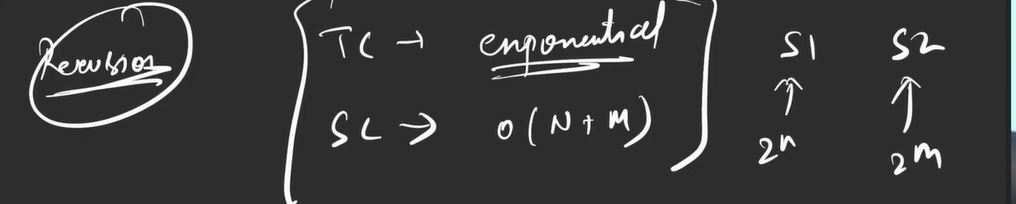 Recursion
TC → exponential
SC → O(N+M)
S1 S2
↑ ↑
2^n 2^m